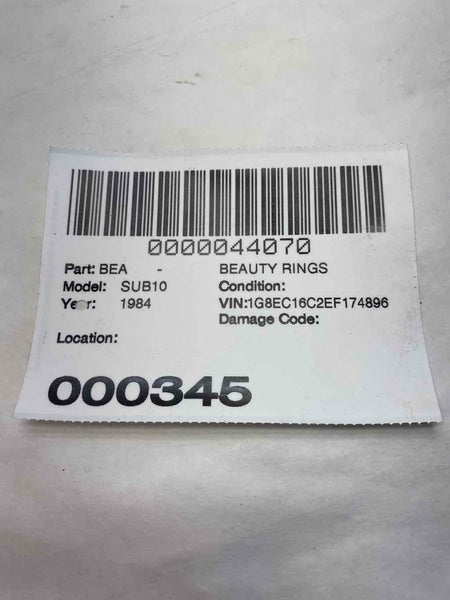 0000044070
Part: BEA - BEAUTY RINGS
Model: SUB10 Condition:
Year: 1984 VIN:1G8EC16C2EF174896
Damage Code:
Location:
000345